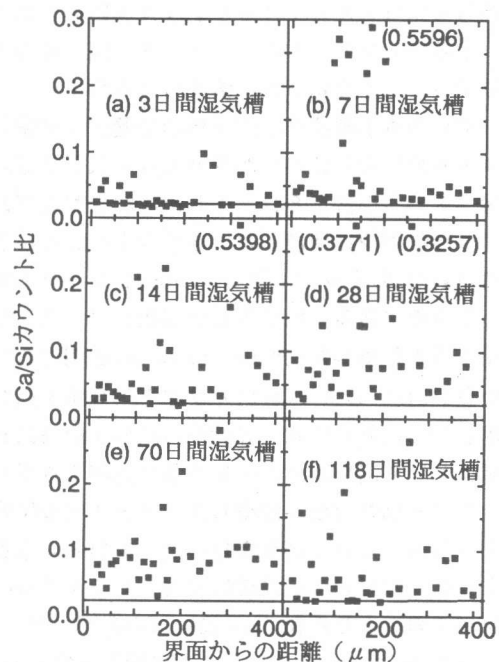 0.3
(0.5596)
(a) 3日間湿気槽
(b) 7日間湿気槽
0.2
0.1
0.0
(0.5398)
(0.3771)
(0.3257)
(c) 14日間湿気槽
(d) 28日間湿気槽
0.2
0.1
0.0
(e) 70日間湿気槽
(f) 118日間湿気槽
0.2
0.1
0.0
Ca/Siカウント比
0
200
400
0
200
400
界面からの距離(μm)